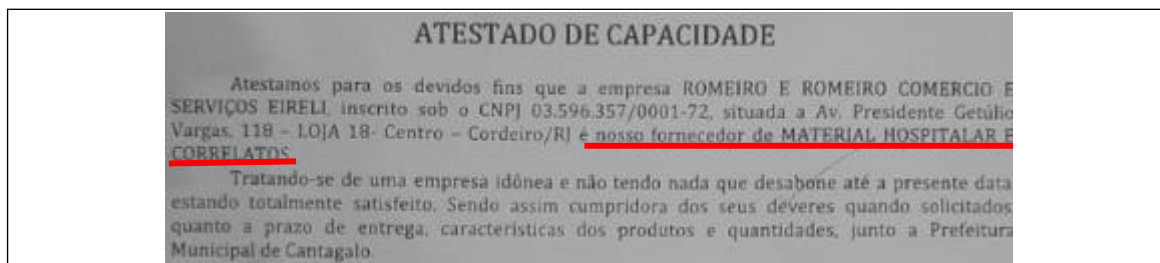 ATESTADO DE CAPACIDADE
Atestamos para os devidos fins que a empresa ROMEIRO E ROMEIRO COMERCIO E
SERVIÇOS EIRELI, inscrito sob o CNPJ 03.596.357/0001-72, situada a Av. Presidente Getúlio
Vargas, 118 – LOJA 18- Centro – Cordeiro/RJ é nosso fornecedor de MATERIAL HOSPITALAR E
CORRELATOS
Tratando-se de uma empresa idônea e não tendo nada que desabone até a presente data
estando totalmente satisfeito. Sendo assim cumpridora dos seus deveres quando solicitados
quanto a prazo de entrega, características dos produtos e quantidades, junto a Prefeitura
Municipal de Cantagalo.